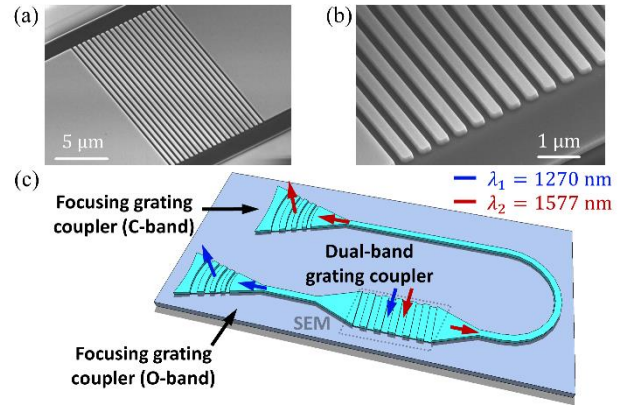 (a)
(b)
5 μm
1 μm
(c)
λ₁ = 1270 nm
λ₂ = 1577 nm
Focusing grating
coupler (C-band)
Dual-band
grating coupler
SEM
Focusing grating
coupler (O-band)